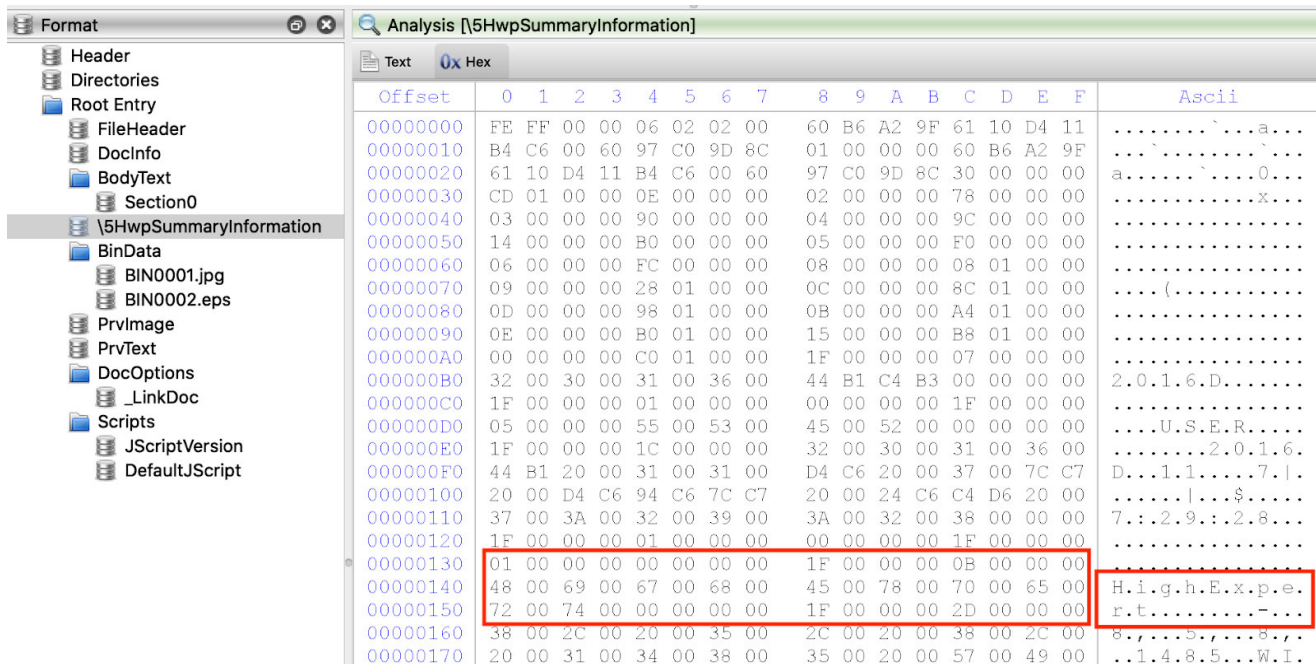 Format
Header
Directories
Root Entry
FileHeader
DocInfo
BodyText
Section0
\5HwpSummaryInformation
BinData
BIN0001.jpg
BIN0002.eps
PrvImage
PrvText
DocOptions
_LinkDoc
Scripts
JScriptVersion
DefaultJScript
Analysis [\5HwpSummaryInformation]
Text 0x Hex
Offset 0 1 2 3 4 5 6 7 8 9 A B C D E F Ascii
00000000 FE FF 00 00 06 02 02 00 60 B6 A2 9F 61 10 D4 11 ........`...a...
00000010 B4 C6 00 60 97 C0 9D 8C 01 00 00 00 60 B6 A2 9F ...`........`...
00000020 61 10 D4 11 B4 C6 00 60 97 C0 9D 8C 30 00 00 00 a......`....0...
00000030 CD 01 00 00 0E 00 00 00 02 00 00 00 78 00 00 00 ............x...
00000040 03 00 00 00 90 00 00 00 04 00 00 00 9C 00 00 00 ................
00000050 14 00 00 00 B0 00 00 00 05 00 00 00 F0 00 00 00 ................
00000060 06 00 00 00 FC 00 00 00 08 00 00 00 08 01 00 00 ................
00000070 09 00 00 00 28 01 00 00 0C 00 00 00 8C 01 00 00 ....(...........
00000080 0D 00 00 00 98 01 00 00 0B 00 00 00 A4 01 00 00 ................
00000090 0E 00 00 00 B0 01 00 00 15 00 00 00 B8 01 00 00 ................
000000A0 00 00 00 00 C0 01 00 00 1F 00 00 00 07 00 00 00 ................
000000B0 32 00 30 00 31 00 36 00 44 B1 C4 B3 00 00 00 00 2.0.1.6.D.......
000000C0 1F 00 00 00 01 00 00 00 00 00 00 00 1F 00 00 00 ................
000000D0 05 00 00 00 55 00 53 00 45 00 52 00 00 00 00 00 ....U.S.E.R.....
000000E0 1F 00 00 00 1C 00 00 00 32 00 30 00 31 00 36 00 ........2.0.1.6.
000000F0 44 B1 20 00 31 00 31 00 D4 C6 20 00 37 00 7C C7 D...1.1.....7.|.
00000100 20 00 D4 C6 94 C6 7C C7 20 00 24 C6 C4 D6 20 00 ......|...$.....
00000110 37 00 3A 00 32 00 39 00 3A 00 32 00 38 00 00 00 7.:.2.9.:.2.8...
00000120 1F 00 00 00 01 00 00 00 00 00 00 00 1F 00 00 00 ................
00000130 01 00 00 00 00 00 00 00 1F 00 00 00 0B 00 00 00 ................
00000140 48 00 69 00 67 00 68 00 45 00 78 00 70 00 65 00 H.i.g.h.E.x.p.e.
00000150 72 00 74 00 00 00 00 00 1F 00 00 00 2D 00 00 00 r.t.........-...
00000160 38 00 2C 00 20 00 35 00 2C 00 20 00 38 00 2C 00 8.,...5.,...8.,.
00000170 20 00 31 00 34 00 38 00 35 00 20 00 57 00 49 00 ..1.4.8.5...W.I.